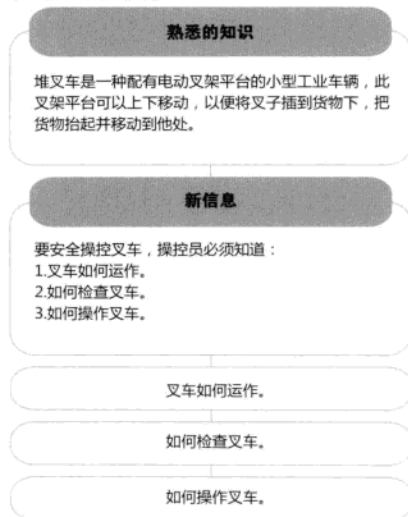 熟悉的知识
堆叉车是一种配有电动叉架平台的小型工业车辆，此
叉架平台可以上下移动，以便将叉子插到货物下，把
货物抬起并移动到他处。
新信息
要安全操控叉车，操控员必须知道：
1.叉车如何运作。
2.如何检查叉车。
3.如何操作叉车。
叉车如何运作。
如何检查叉车。
如何操作叉车。